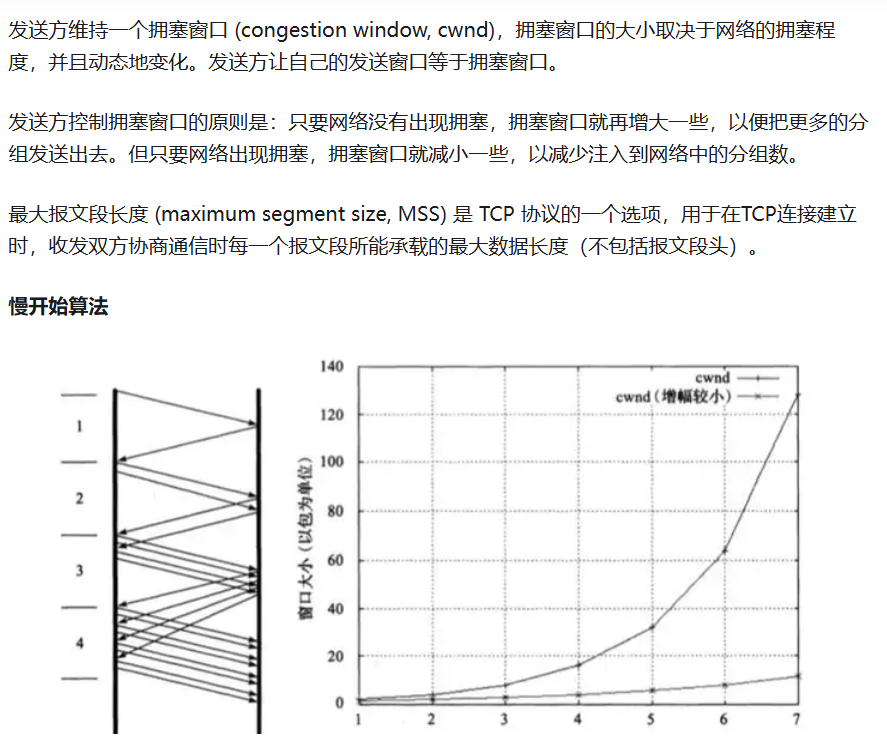 发送方维持一个拥塞窗口 (congestion window, cwnd)，拥塞窗口的大小取决于网络的拥塞程
度，并且动态地变化。发送方让自己的发送窗口等于拥塞窗口。
发送方控制拥塞窗口的原则是：只要网络没有出现拥塞，拥塞窗口就再增大一些，以便把更多的分
组发送出去。但只要网络出现拥塞，拥塞窗口就减小一些，以减少注入到网络中的分组数。
最大报文段长度 (maximum segment size, MSS) 是 TCP 协议的一个选项，用于在TCP连接建立
时，收发双方协商通信时每一个报文段所能承载的最大数据长度（不包括报文段头）。
慢开始算法
1
2
3
4
窗口大小（以包为单位）
140
120
100
80
60
40
20
0
cwnd
cwnd（增幅较小）
1 2 3 4 5 6 7